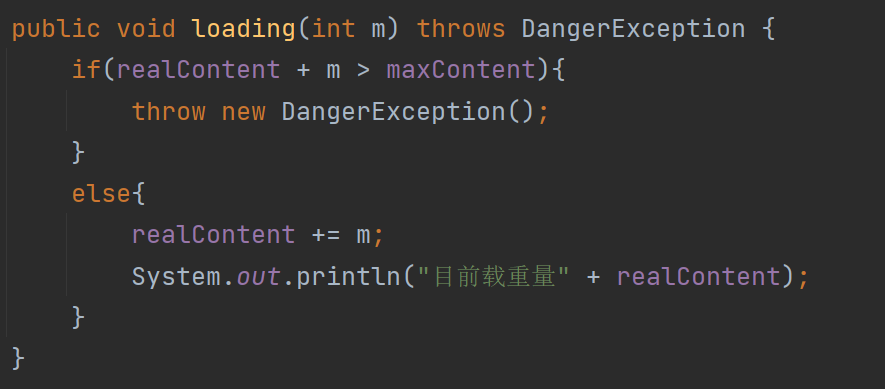 public void loading(int m) throws DangerException {
    if(realContent + m > maxContent){
        throw new DangerException();
    }
    else{
        realContent += m;
        System.out.println("目前载重量" + realContent);
    }
}